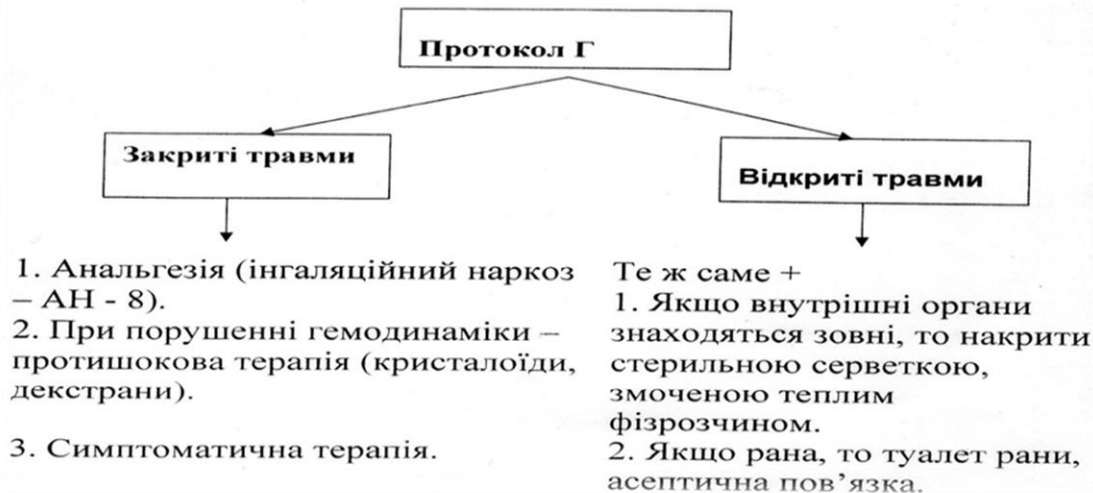 Протокол Г
Закриті травми
Відкриті травми
1. Анальгезія (інгаляційний наркоз
– АН - 8).
2. При порушенні гемодинаміки –
протишокова терапія (кристалоїди,
декстрани).
3. Симптоматична терапія.
Те ж саме +
1. Якщо внутрішні органи
знаходяться зовні, то накрити
стерильною серветкою,
змоченою теплим
фізрозчином.
2. Якщо рана, то туалет рани,
асептична пов’язка.